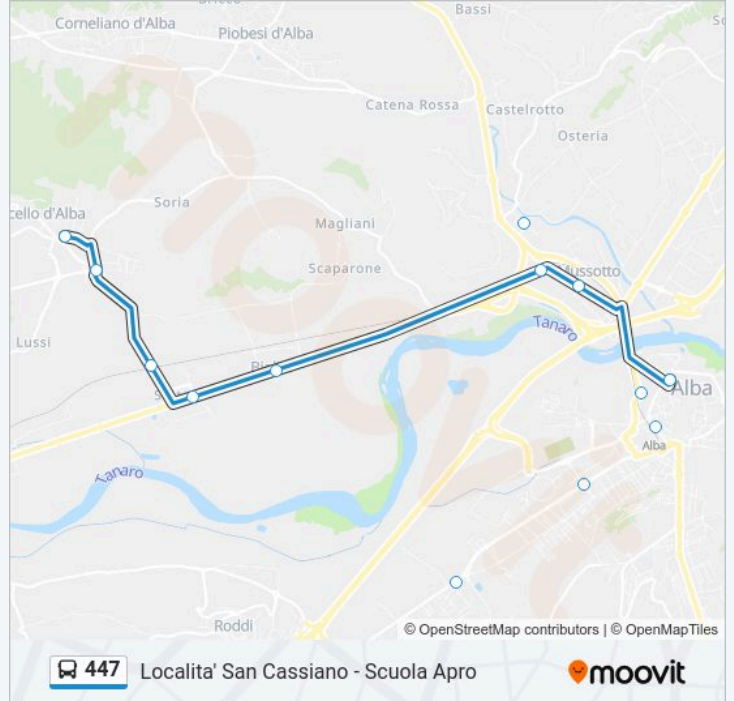 Bassi
Corneliano d'Alba
Piobesi d'Alba
Catena Rossa
Castelrotto
Osteria
Soria
cello d'Alba
Magliani
Scaparone
Mussotto
Lussi
Tanaro
Alba
Alba
Tanaro
Roddi
© OpenStreetMap contributors | © OpenMapTiles
447 Localita' San Cassiano - Scuola Apro
moovit